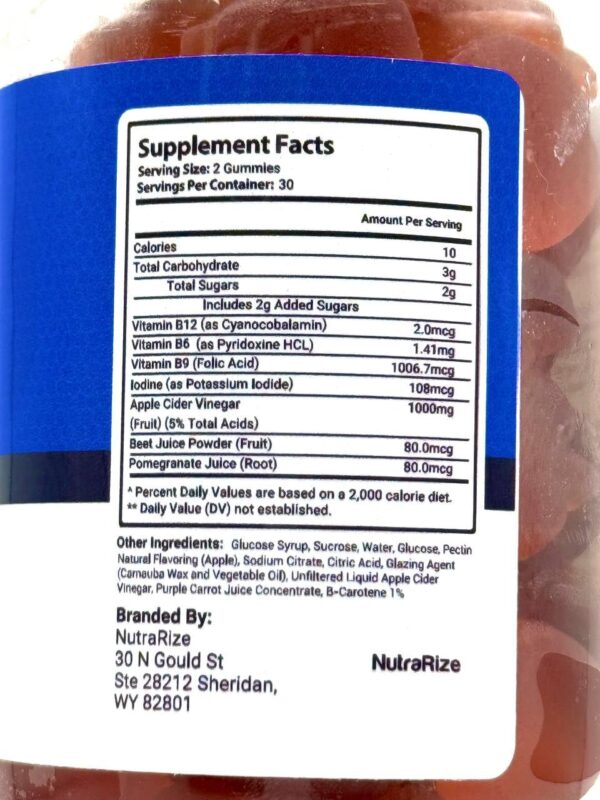 Supplement Facts
Serving Size: 2 Gummies
Servings Per Container: 30
Amount Per Serving
Calories 10
Total Carbohydrate 3g
Total Sugars 2g
Includes 2g Added Sugars
Vitamin B12 (as Cyanocobalamin) 2.0mcg
Vitamin B6 (as Pyridoxine HCL) 1.41mg
Vitamin B9 (Folic Acid) 1006.7mcg
Iodine (as Potassium Iodide) 108mcg
Apple Cider Vinegar 1000mg
(Fruit) (5% Total Acids)
Beet Juice Powder (Fruit) 80.0mcg
Pomegranate Juice (Root) 80.0mcg
^ Percent Daily Values are based on a 2,000 calorie diet.
** Daily Value (DV) not established.
Other Ingredients: Glucose Syrup, Sucrose, Water, Glucose, Pectin
Natural Flavoring (Apple), Sodium Citrate, Citric Acid, Glazing Agent
(Carnauba Wax and Vegetable Oil), Unfiltered Liquid Apple Cider
Vinegar, Purple Carrot Juice Concentrate, B-Carotene 1%
Branded By:
NutraRize
30 N Gould St
Ste 28212 Sheridan,
WY 82801
NutraRize